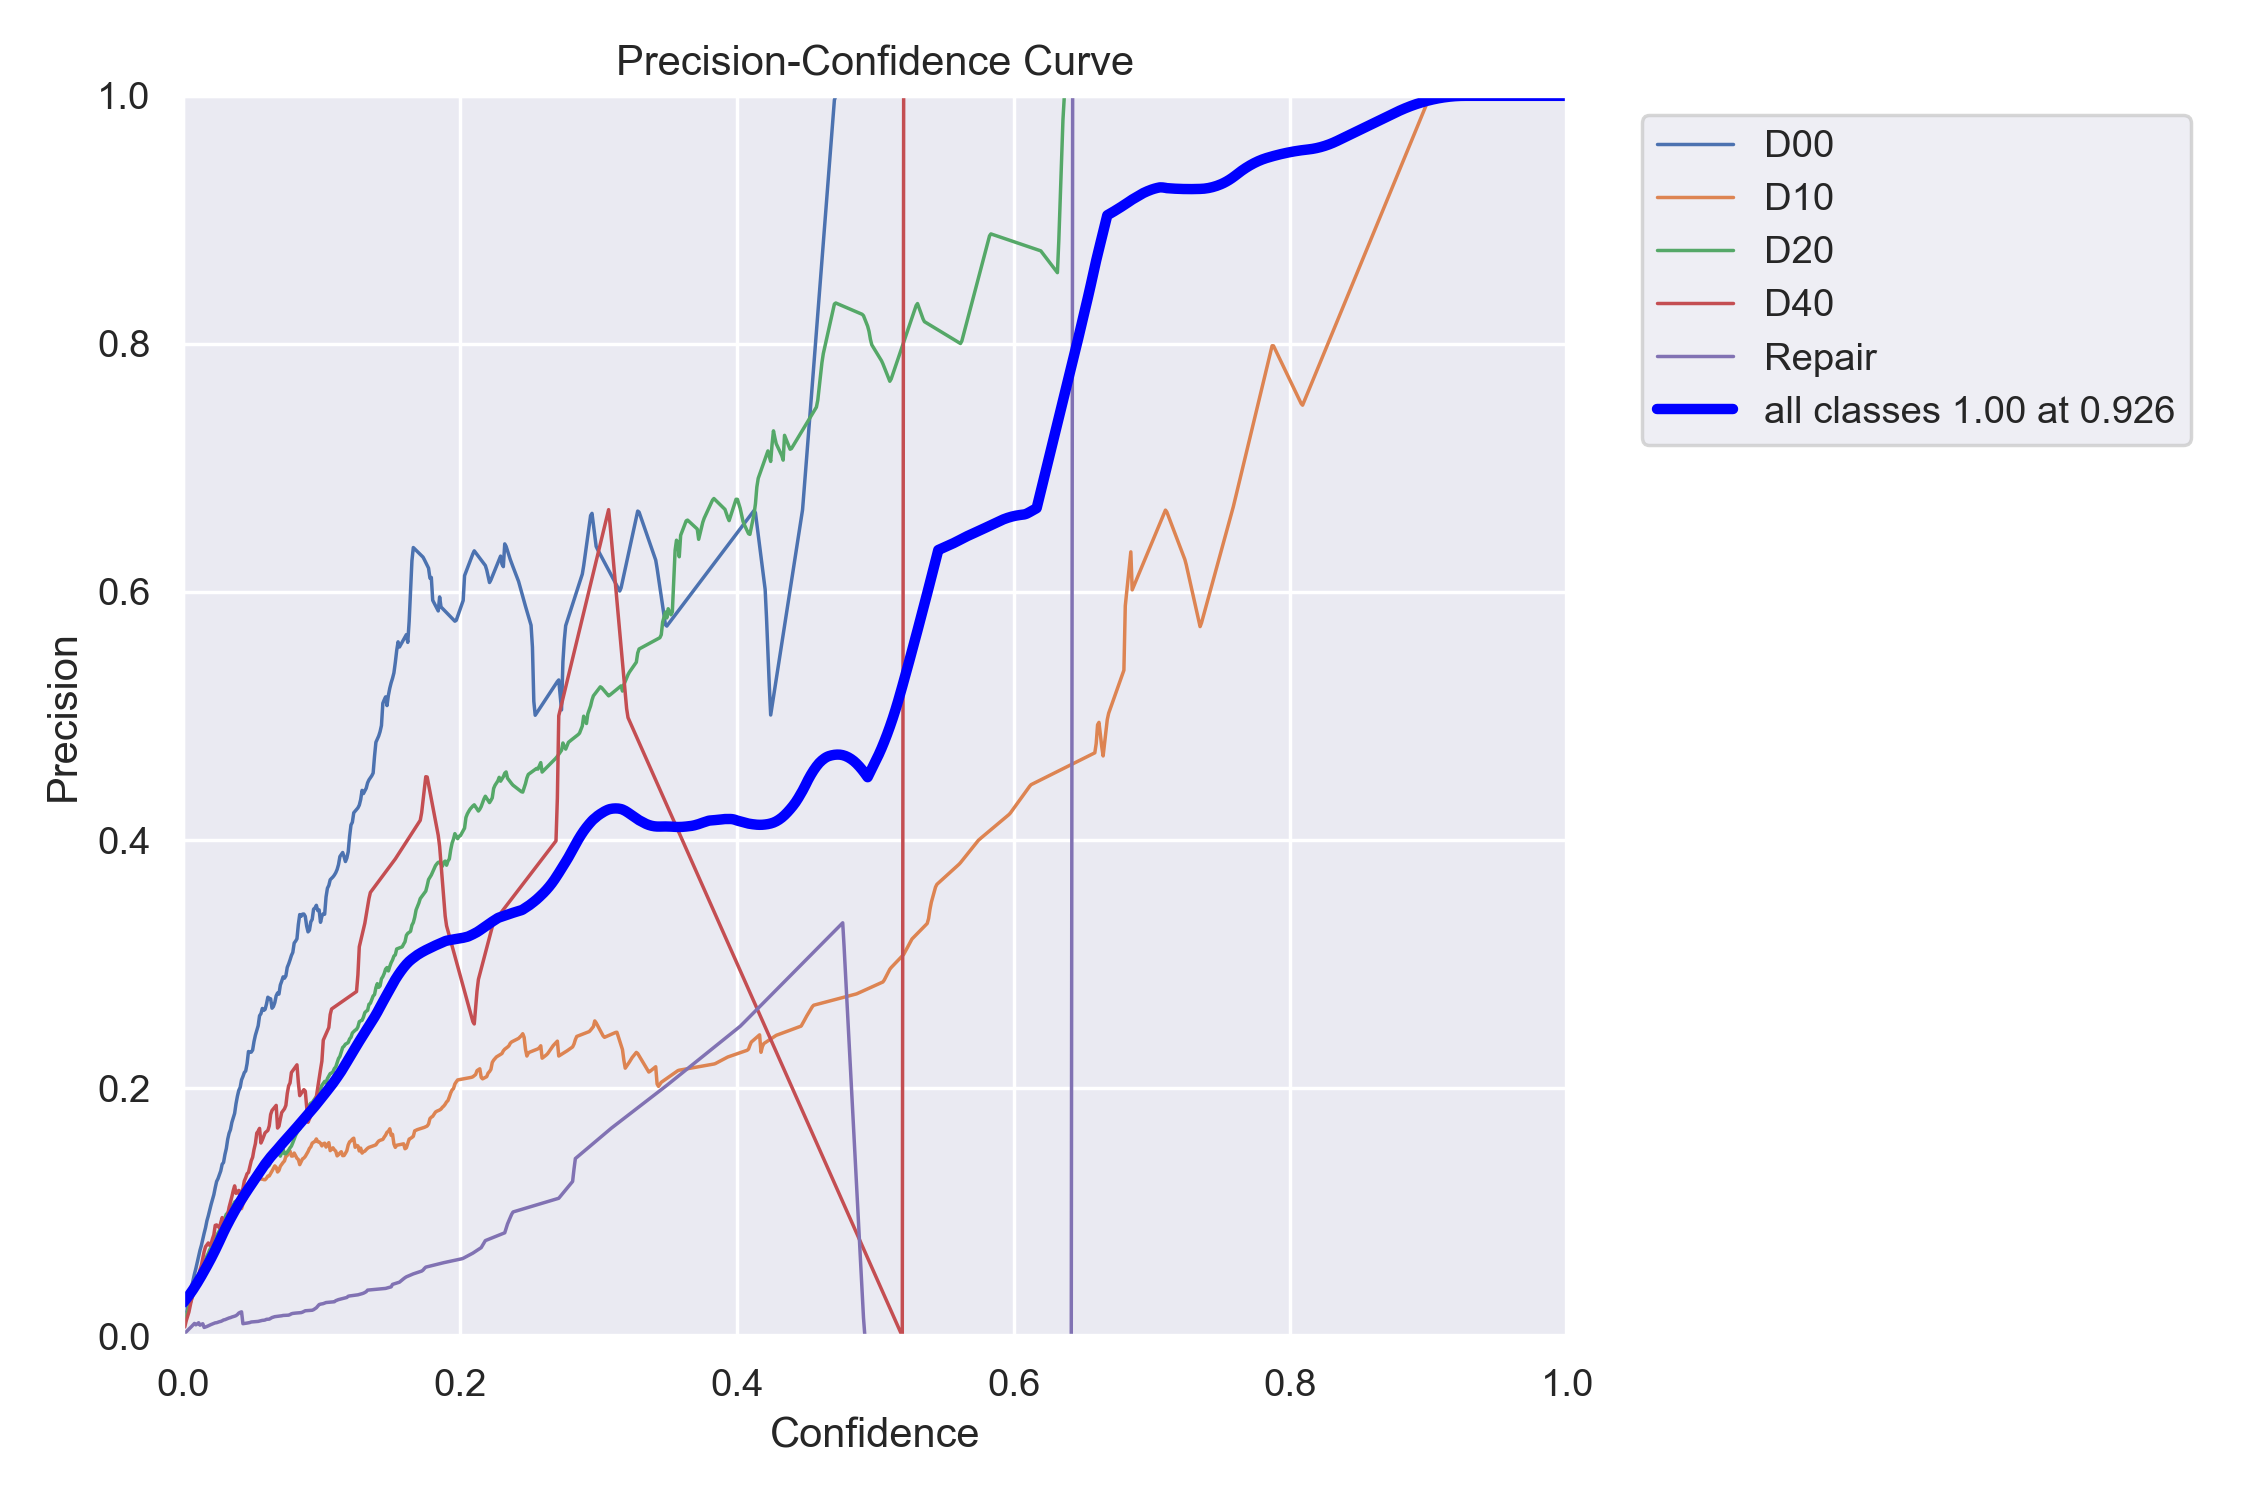 Precision-Confidence Curve
1.0
0.8
0.6
0.4
0.2
0.0
Precision
0.0 0.2 0.4 0.6 0.8 1.0
Confidence
D00
D10
D20
D40
Repair
all classes 1.00 at 0.926